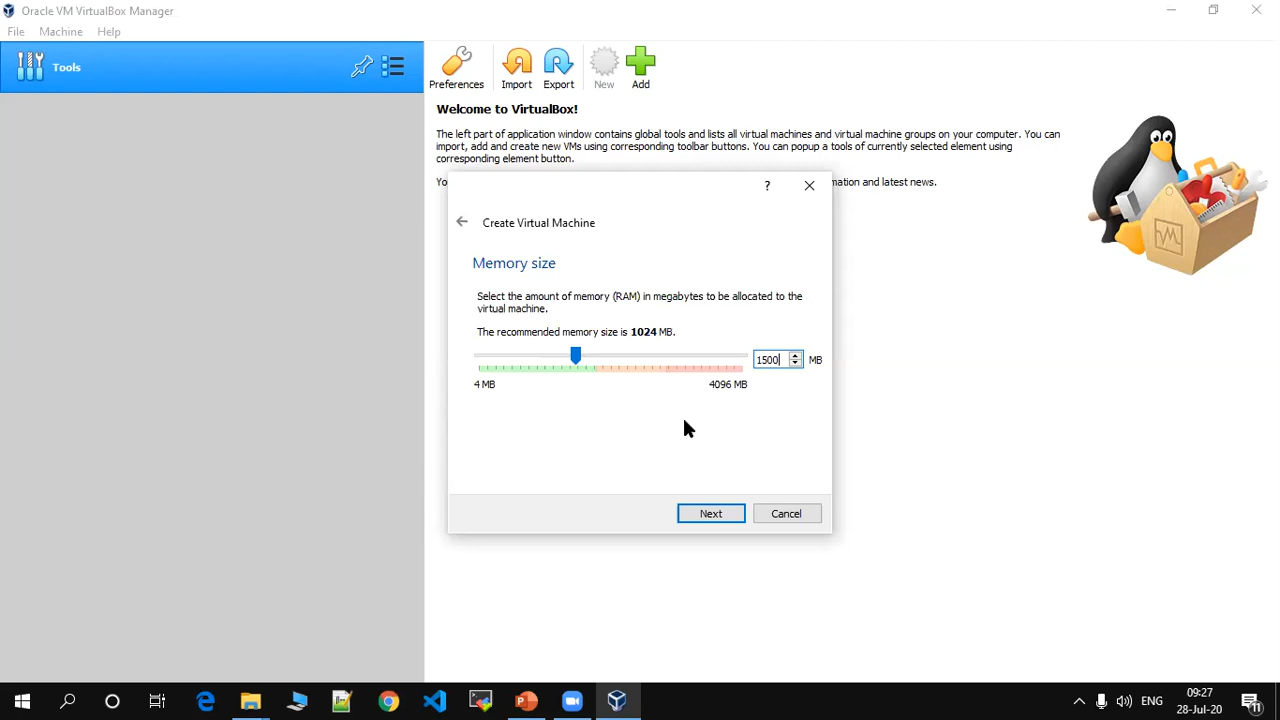 Oracle VM VirtualBox Manager
File Machine Help
Tools
Preferences Import Export New Add
Welcome to VirtualBox!
The left part of application window contains global tools and lists all virtual machines and virtual machine groups on your computer. You can
import, add and create new VMs using corresponding toolbar buttons. You can popup a tools of currently selected element using
corresponding element button.
mation and latest news.
?
Create Virtual Machine
Memory size
Select the amount of memory (RAM) in megabytes to be allocated to the
virtual machine.
The recommended memory size is 1024 MB.
1500 MB
4 MB 4096 MB
Next Cancel
ENG
09:27
28-Jul-20
11